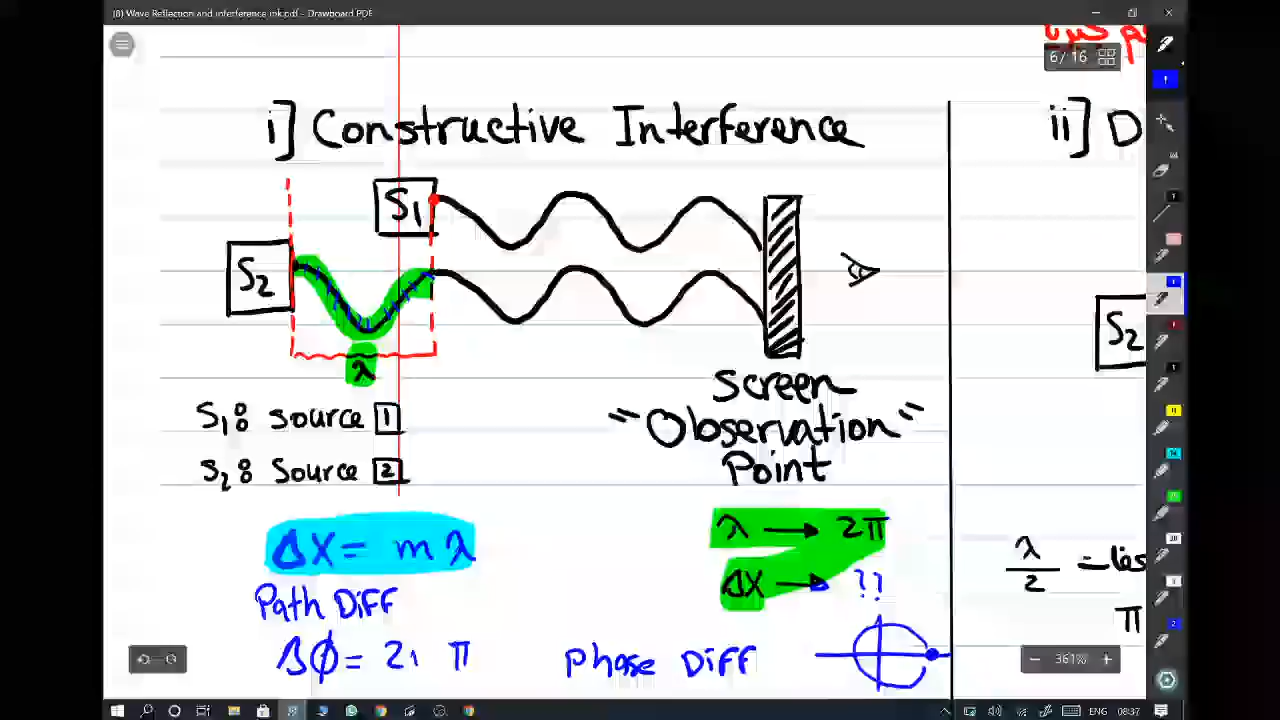 (8) Wave Reflection and interference ink.pdf - Drawboard PDF
6/16
i] Constructive Interference
ii] D
S1
S2
λ
S2
S1: Source 1
S2: Source 2
Screen
"Observation"
Point
ΔX = mλ
Path Diff
λ → 2π
ΔX → ??
λ/2
π
Phase Diff
361%
ENG 08:37